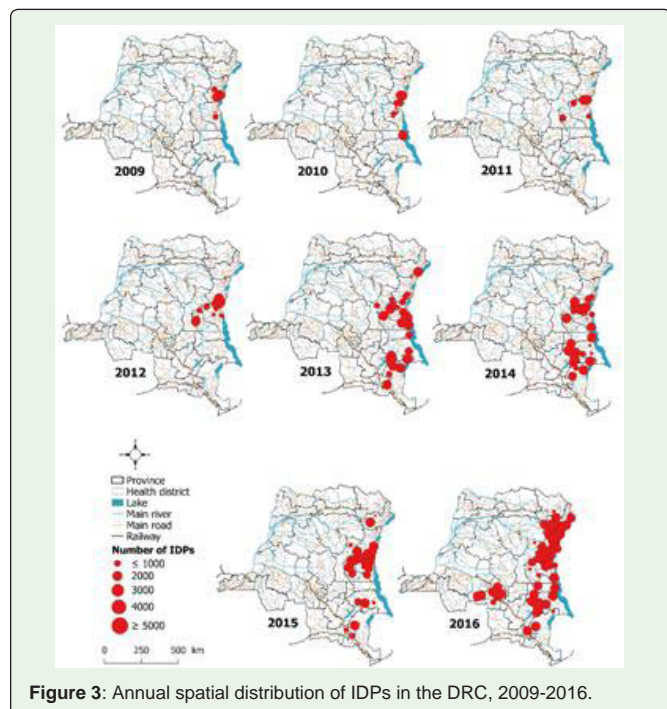 2009
2010
2011
2012
2013
2014
Province
Health district
Lake
Main river
Main road
Railway
Number of IDPs
≤ 1000
2000
3000
4000
≥ 5000
0 250 500 km
2015
2016
Figure 3: Annual spatial distribution of IDPs in the DRC, 2009-2016.